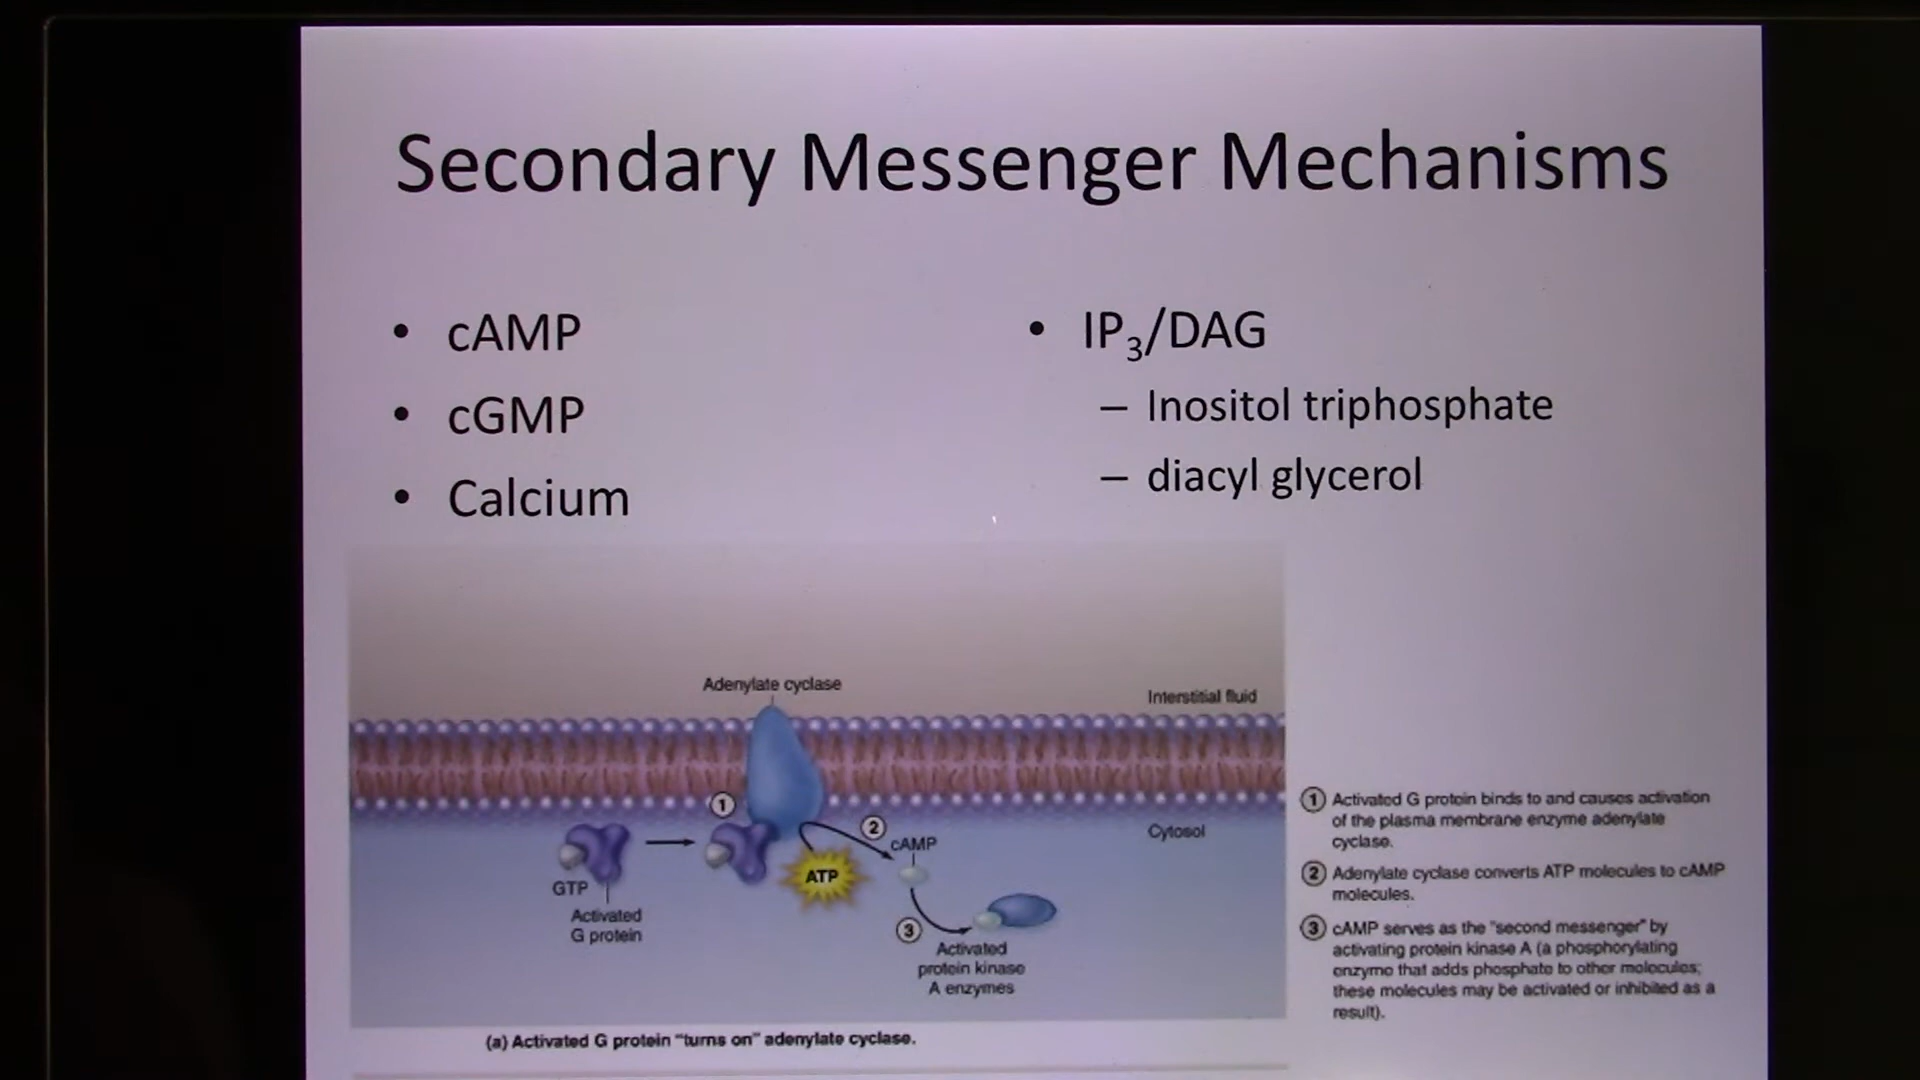 Secondary Messenger Mechanisms
• cAMP
• cGMP
• Calcium
• IP₃/DAG
– Inositol triphosphate
– diacyl glycerol
Adenylate cyclase
Interstitial fluid
1
2
cAMP
Cytosol
ATP
GTP
Activated
G protein
3
Activated
protein kinase
A enzymes
(a) Activated G protein "turns on" adenylate cyclase.
1 Activated G protein binds to and causes activation
of the plasma membrane enzyme adenylate
cyclase.
2 Adenylate cyclase converts ATP molecules to cAMP
molecules.
3 cAMP serves as the "second messenger" by
activating protein kinase A (a phosphorylating
enzyme that adds phosphate to other molecules;
these molecules may be activated or inhibited as a
result).